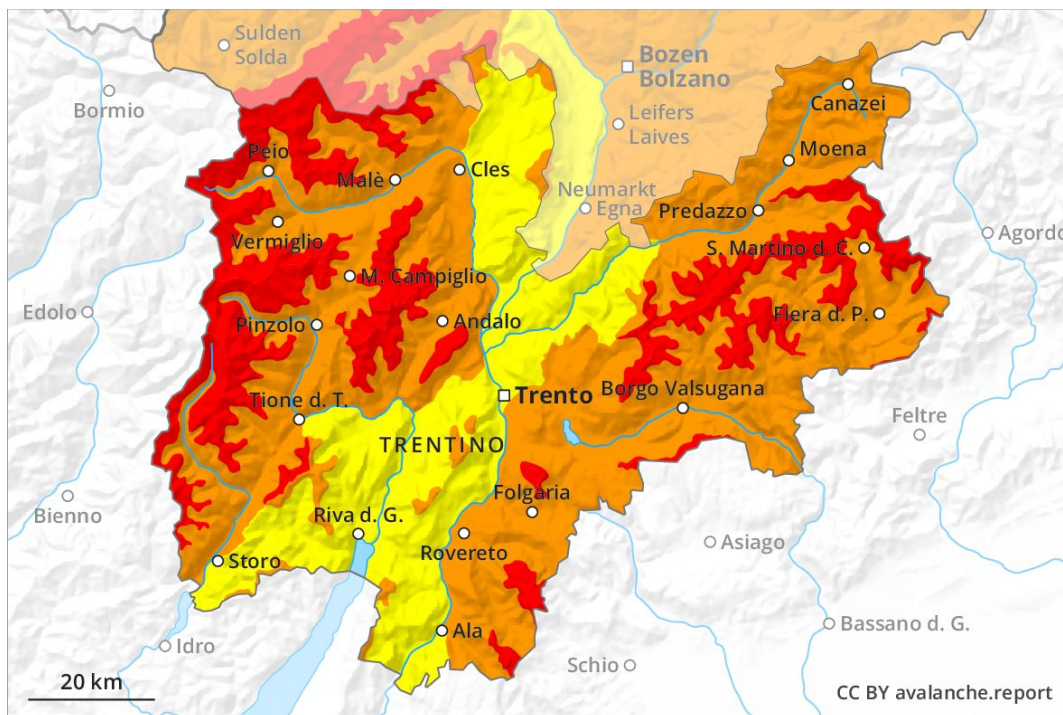 Sulden
Solda
Bozen
Bolzano
Bormio
Canazei
Leifers
Laives
Moena
Peio
Malè
Cles
Neumarkt
Egna
Predazzo
Vermiglio
Agordo
S. Martino d. C.
M. Campiglio
Edolo
Pinzolo
Andalo
Fiera d. P.
Trento
Borgo Valsugana
Tione d. T.
Feltre
TRENTINO
Bienno
Folgaria
Riva d. G.
Rovereto
Asiago
Storo
Ala
Bassano d. G.
Idro
Schio
20 km
CC BY avalanche.report